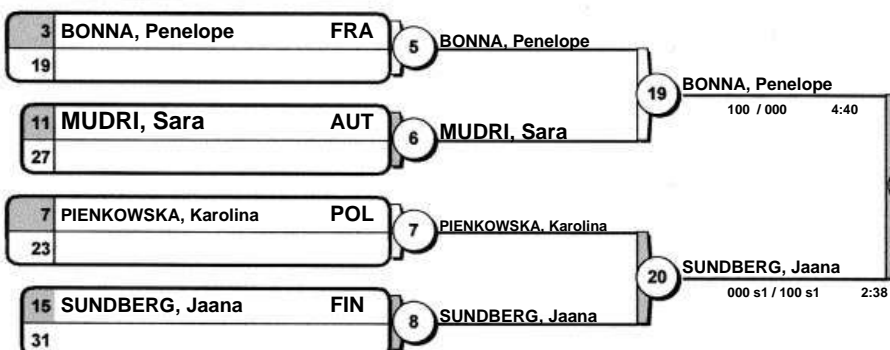 3 BONNA, Penelope FRA
19
5 BONNA, Penelope
11 MUDRI, Sara AUT
27
6 MUDRI, Sara
19 BONNA, Penelope
100 / 000 4:40
7 PIENKOWSKA, Karolina POL
23
7 PIENKOWSKA, Karolina
15 SUNDBERG, Jaana FIN
31
8 SUNDBERG, Jaana
20 SUNDBERG, Jaana
000 s1 / 100 s1 2:38